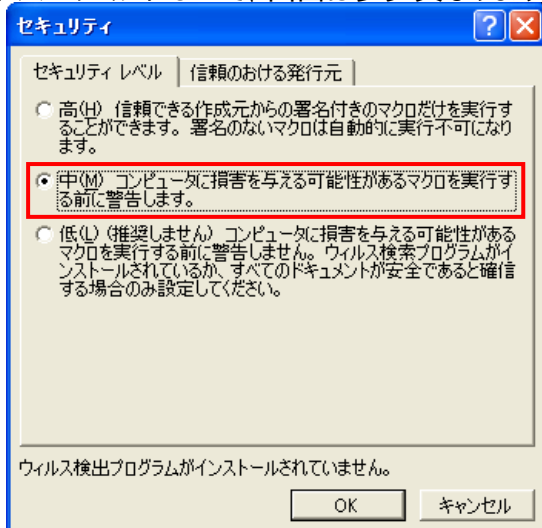 セキュリティ
セキュリティ レベル
信頼のおける発行元
高(H) 信頼できる作成元からの署名付きのマクロだけを実行す
ることができます。署名のないマクロは自動的に実行不可になり
ます。
中(M) コンピュータに損害を与える可能性があるマクロを実行す
る前に警告します。
低(L) (推奨しません) コンピュータに損害を与える可能性がある
マクロを実行する前に警告しません。ウィルス検索プログラムがイ
ンストールされているか、すべてのドキュメントが安全であると確信
する場合のみ設定してください。
ウィルス検出プログラムがインストールされていません。
OK
キャンセル